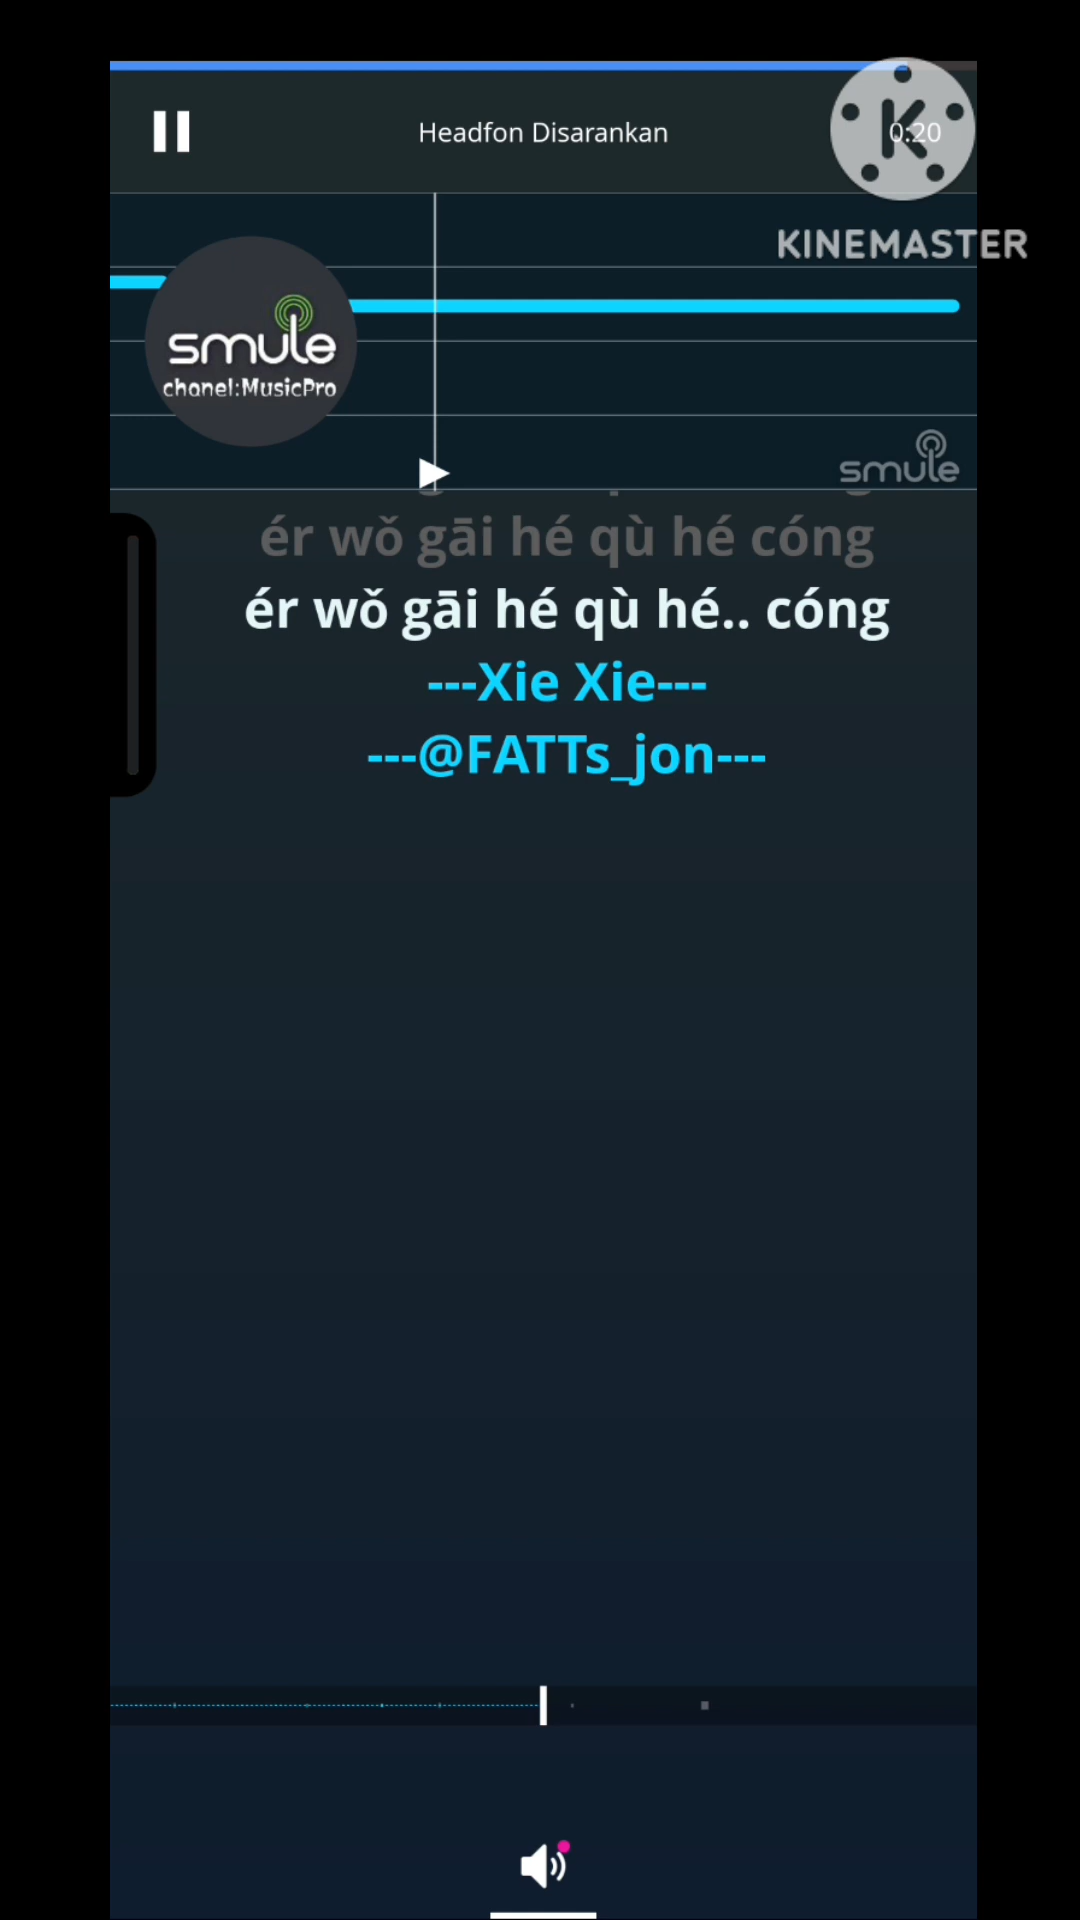 Headfon Disarankan
0:20
KINEMASTER
smule
chanel:MusicPro
smule
ér wǒ gāi hé qù hé cóng
ér wǒ gāi hé qù hé.. cóng
---Xie Xie---
---@FATTs_jon---